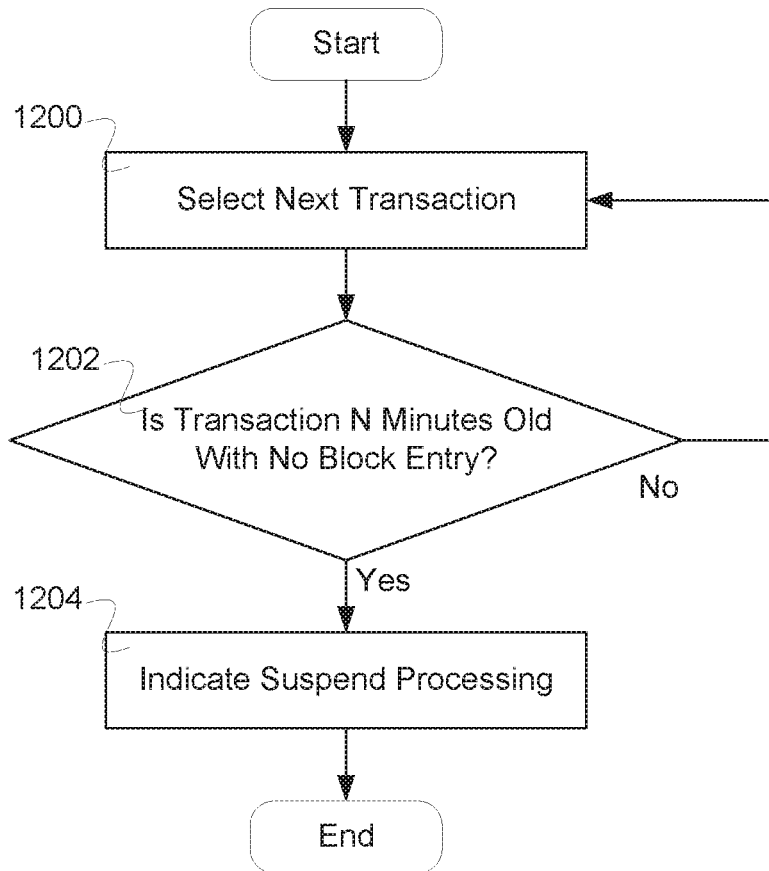 Start
1200
Select Next Transaction
1202
Is Transaction N Minutes Old
With No Block Entry?
No
Yes
1204
Indicate Suspend Processing
End